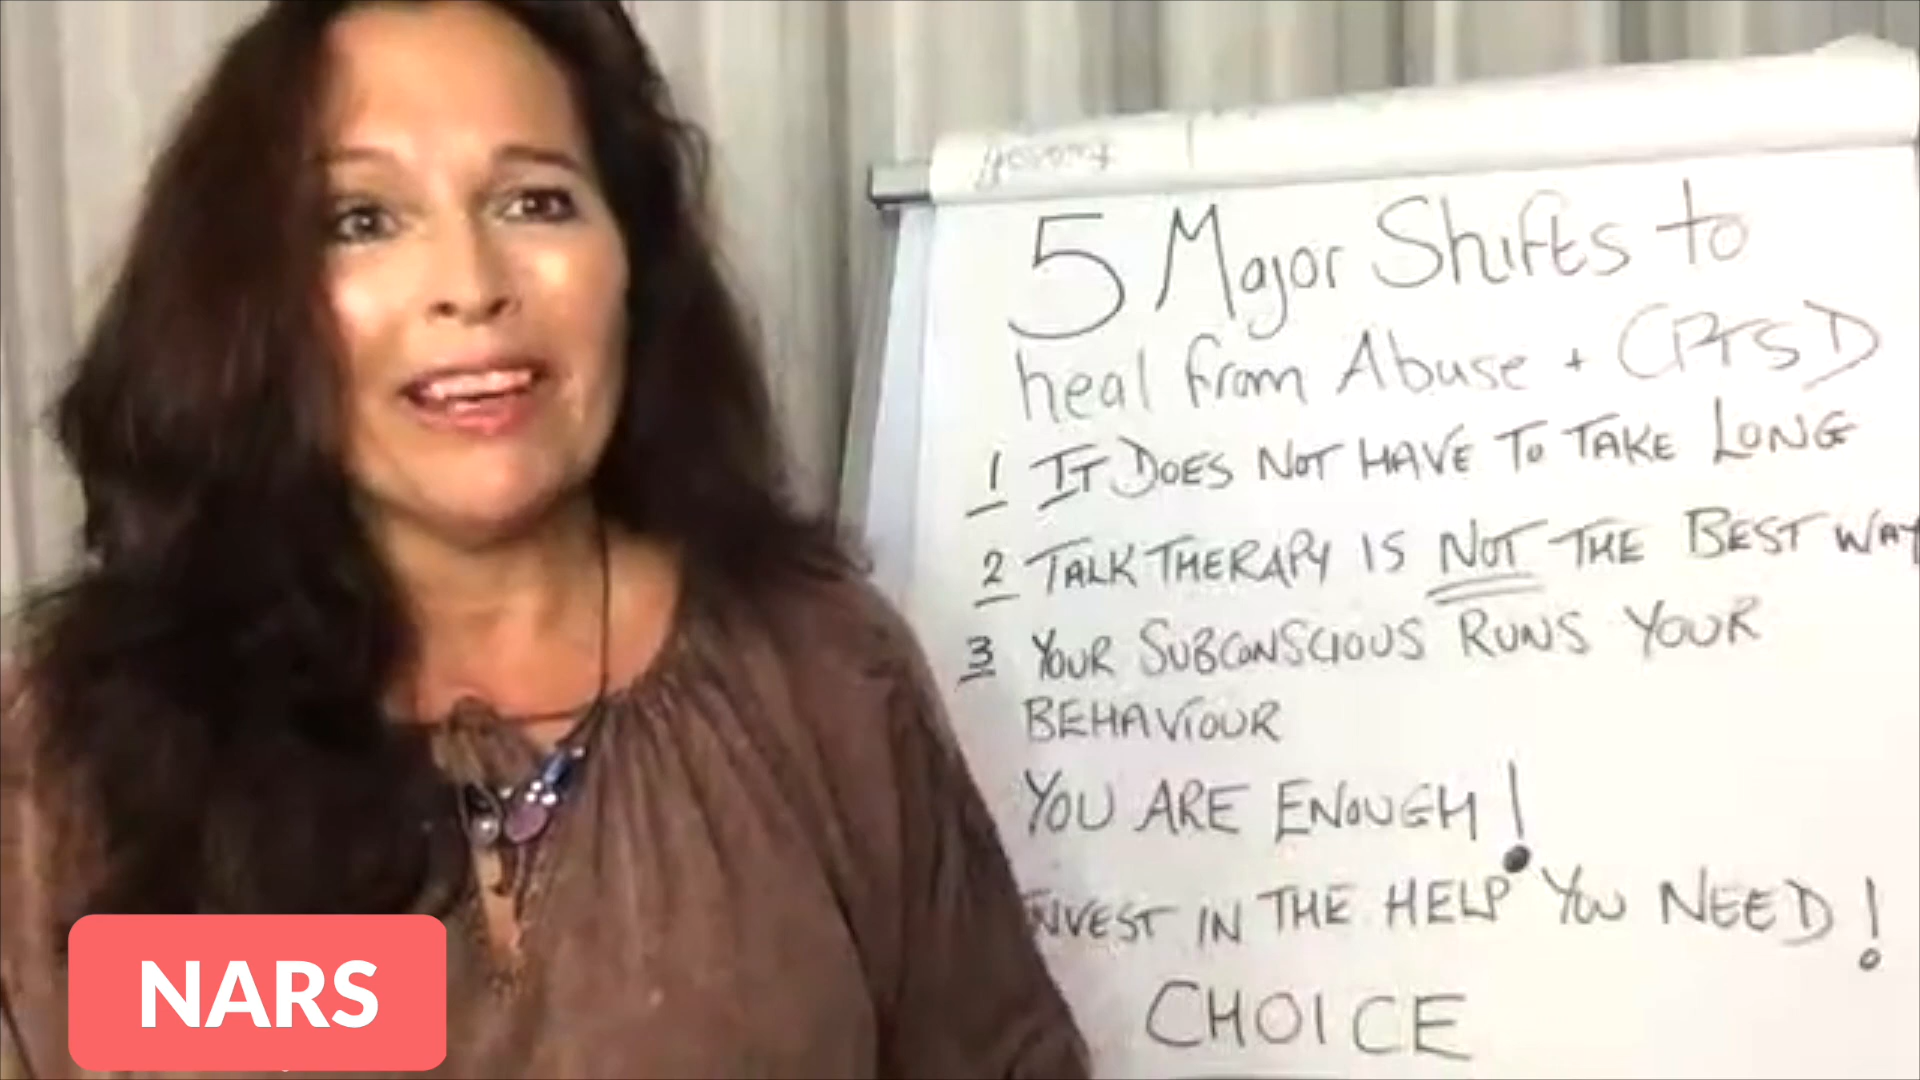 5 Major Shifts to
heal from Abuse + CPTSD
1 IT DOES NOT HAVE TO TAKE LONG
2 TALK THERAPY IS NOT THE BEST WAY
3 YOUR SUBCONSCIOUS RUNS YOUR
BEHAVIOUR
YOU ARE ENOUGH!
INVEST IN THE HELP YOU NEED!
CHOICE
NARS